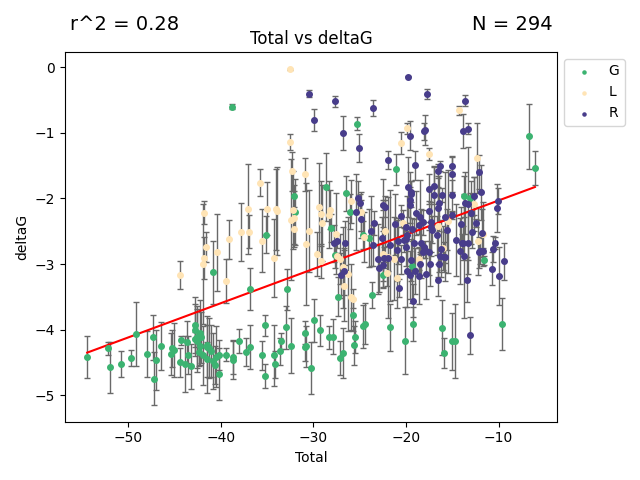 r^2 = 0.28
N = 294
Total vs deltaG
G
L
R
0
−1
−2
−3
−4
−5
deltaG
−50
−40
−30
−20
−10
Total